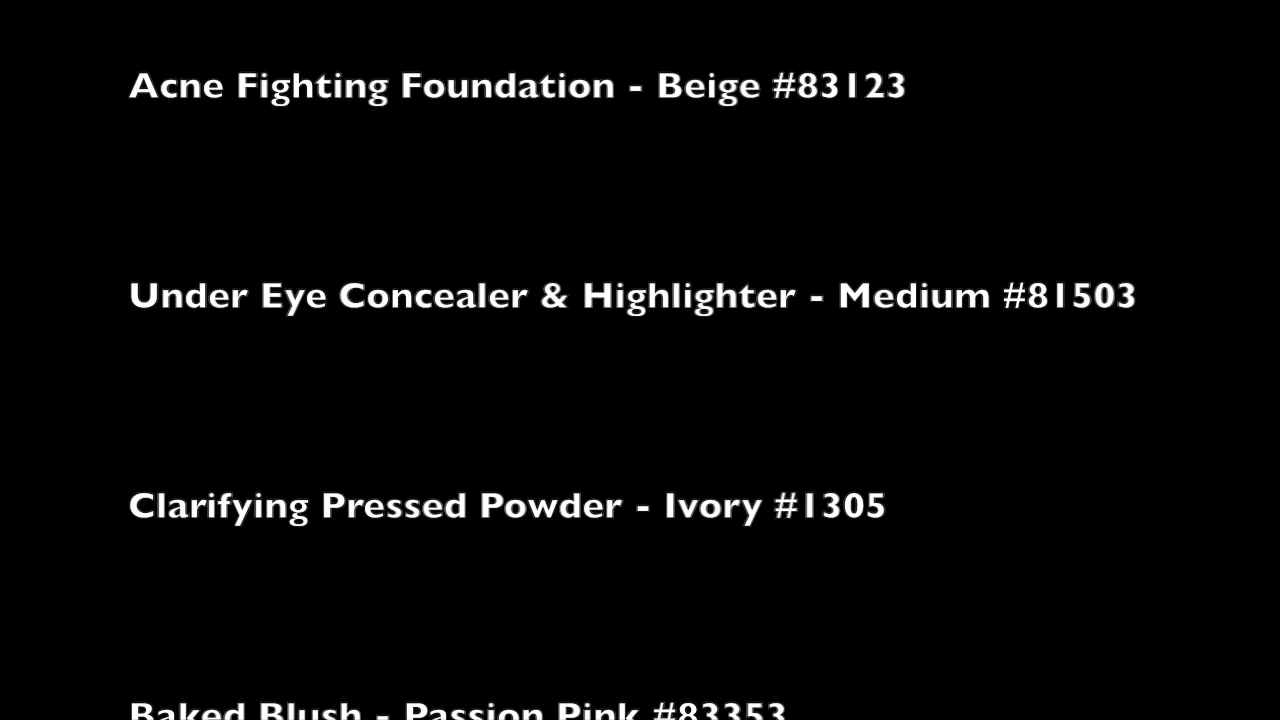 Acne Fighting Foundation - Beige #83123
Under Eye Concealer & Highlighter - Medium #81503
Clarifying Pressed Powder - Ivory #1305
Baked Blush - Passion Pink #83353